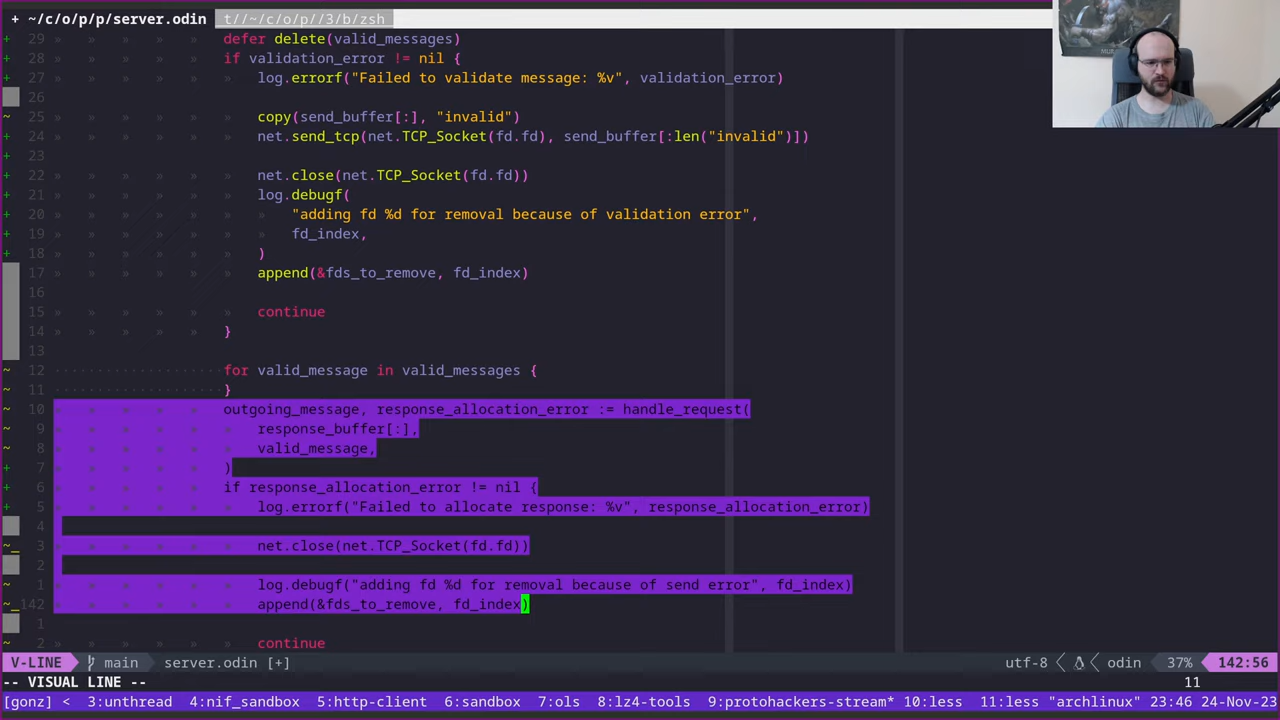 + ~/c/o/p/p/server.odin t//~/c/o/p//3/b/zsh
+ 29 » » » » » defer delete(valid_messages)
+ 28 » » » » » if validation_error != nil {
+ 27 » » » » » » log.errorf("Failed to validate message: %v", validation_error)
26
~ 25 » » » » » » copy(send_buffer[:], "invalid")
~ 24 » » » » » » net.send_tcp(net.TCP_Socket(fd.fd), send_buffer[:len("invalid")])
+ 23
+ 22 » » » » » » net.close(net.TCP_Socket(fd.fd))
+ 21 » » » » » » log.debugf(
+ 20 » » » » » » » "adding fd %d for removal because of validation error",
+ 19 » » » » » » » fd_index,
+ 18 » » » » » » )
17 » » » » » » append(&fds_to_remove, fd_index)
16
15 » » » » » » continue
14 » » » » » }
13
~ 12 ···················· for valid_message in valid_messages {
~ 11 ···················· }
~ 10 » » » » » outgoing_message, response_allocation_error := handle_request(
~ 9 » » » » » » response_buffer[:],
~ 8 » » » » » » valid_message,
+ 7 » » » » » )
+ 6 » » » » » if response_allocation_error != nil {
+ 5 » » » » » » log.errorf("Failed to allocate response: %v", response_allocation_error)
4
~_ 3 » » » » » » net.close(net.TCP_Socket(fd.fd))
2
~ 1 » » » » » » log.debugf("adding fd %d for removal because of send error", fd_index)
~_ 142 » » » » » » append(&fds_to_remove, fd_index)
1
~ 2 » » » » » » continue
V-LINE main server.odin [+] utf-8 odin 37% 142:56
-- VISUAL LINE -- 11
[gonz] < 3:unthread 4:nif_sandbox 5:http-client 6:sandbox 7:ols 8:lz4-tools 9:protohackers-stream* 10:less 11:less "archlinux" 23:46 24-Nov-23